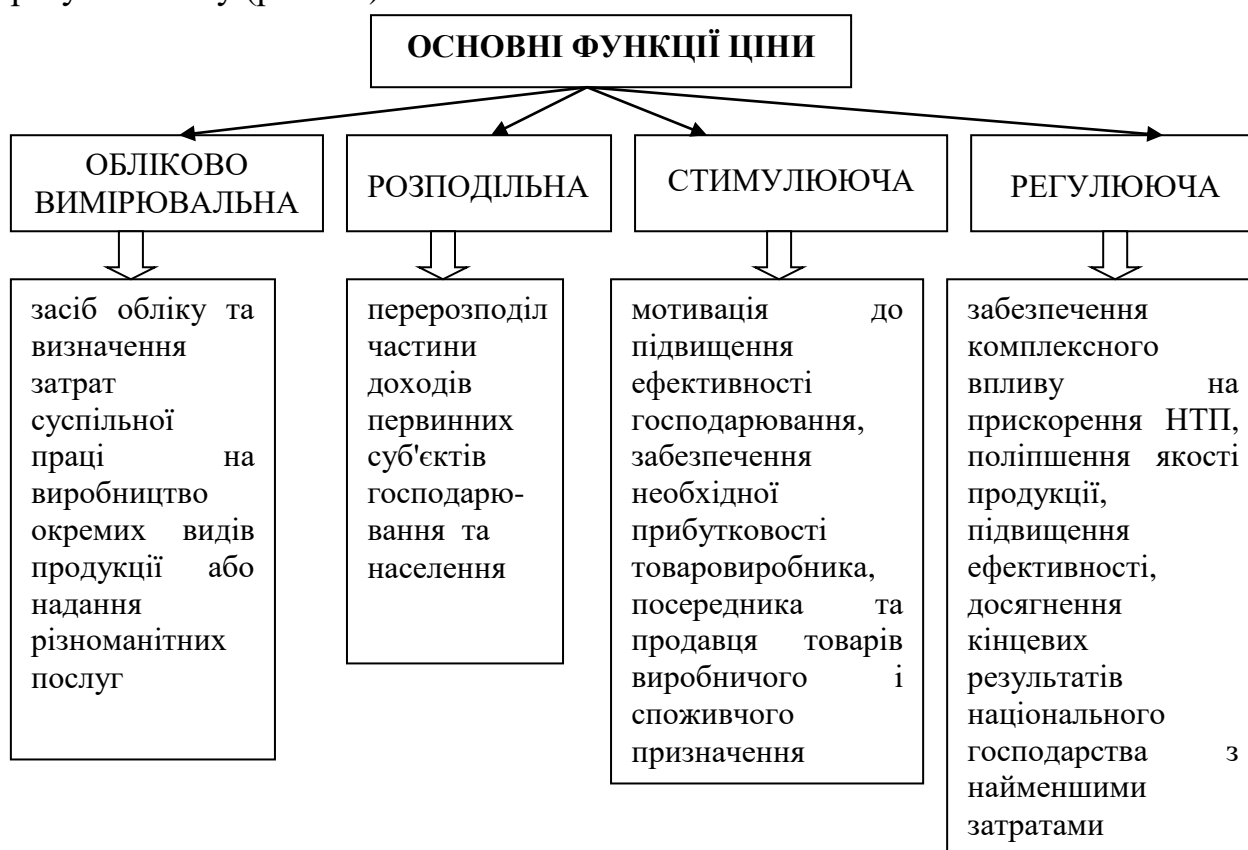 ОСНОВНІ ФУНКЦІЇ ЦІНИ
ОБЛІКОВО
ВИМІРЮВАЛЬНА
РОЗПОДІЛЬНА
СТИМУЛЮЮЧА
РЕГУЛЮЮЧА
засіб обліку та
визначення
затрат
суспільної
праці на
виробництво
окремих видів
продукції або
надання
різноманітних
послуг
перерозподіл
частини
доходів
первинних
суб'єктів
господарю-
вання та
населення
мотивація до
підвищення
ефективності
господарювання,
забезпечення
необхідної
прибутковості
товаровиробника,
посередника та
продавця товарів
виробничого і
споживчого
призначення
забезпечення
комплексного
впливу на
прискорення НТП,
поліпшення якості
продукції,
підвищення
ефективності,
досягнення
кінцевих
результатів
національного
господарства з
найменшими
затратами